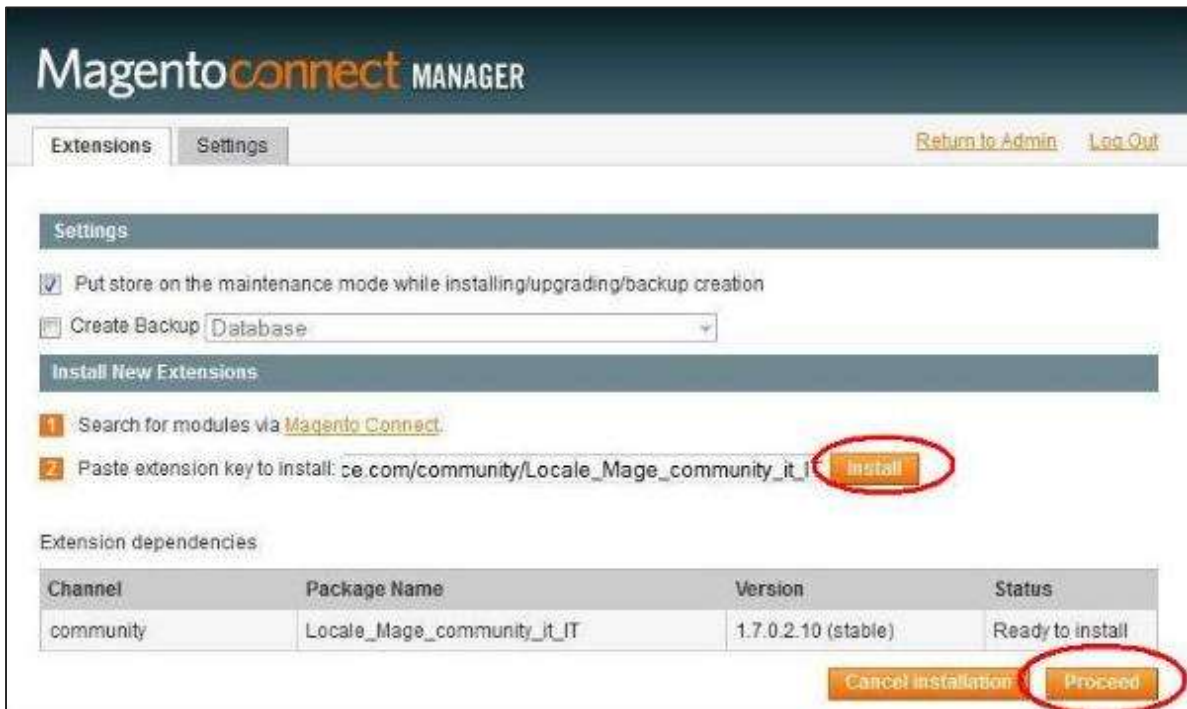 Magentoconnect MANAGER
Extensions Settings Return to Admin Log Out
Settings
Put store on the maintenance mode while installing/upgrading/backup creation
Create Backup Database
Install New Extensions
1 Search for modules via Magento Connect.
2 Paste extension key to install: ce.com/community/Locale_Mage_community_it_IT Install
Extension dependencies
Channel Package Name Version Status
community Locale_Mage_community_it_IT 1.7.0.2.10 (stable) Ready to install
Cancel installation Proceed